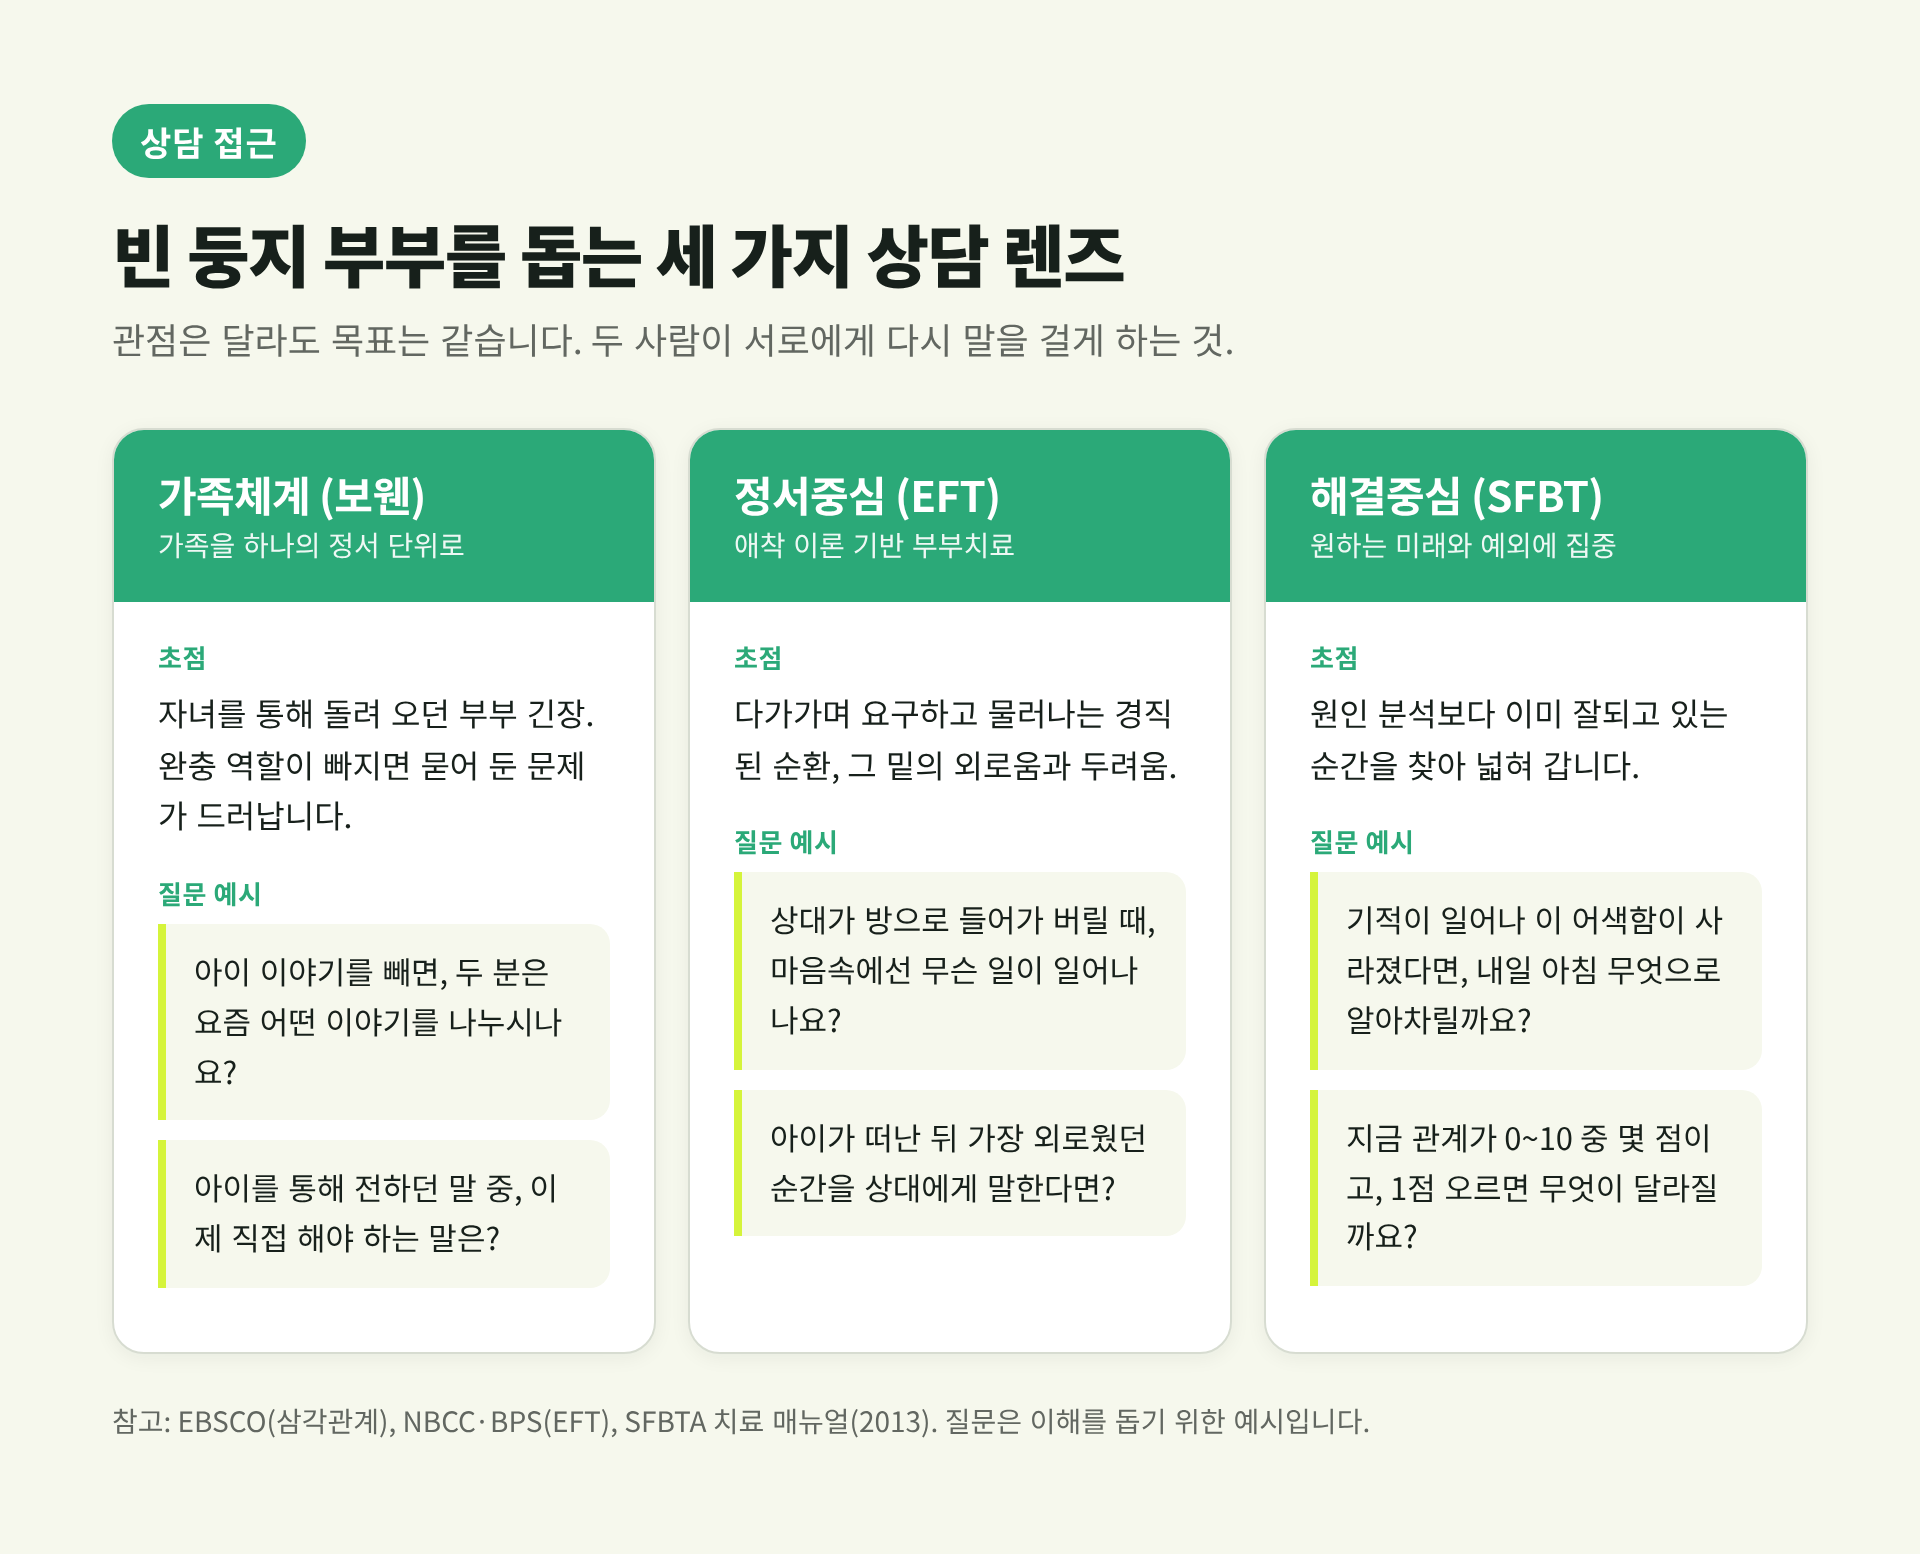 상담 접근
빈 둥지 부부를 돕는 세 가지 상담 렌즈
관점은 달라도 목표는 같습니다. 두 사람이 서로에게 다시 말을 걸게 하는 것.
가족체계 (보웬)
가족을 하나의 정서 단위로
초점
자녀를 통해 돌려 오던 부부 긴장.
완충 역할이 빠지면 묻어 둔 문제
가 드러납니다.
질문 예시
아이 이야기를 빼면, 두 분은
요즘 어떤 이야기를 나누시나
요?
아이를 통해 전하던 말 중, 이
제 직접 해야 하는 말은?
정서중심 (EFT)
애착 이론 기반 부부치료
초점
다가가며 요구하고 물러나는 경직
된 순환, 그 밑의 외로움과 두려움.
질문 예시
상대가 방으로 들어가 버릴 때,
마음속에선 무슨 일이 일어나
나요?
아이가 떠난 뒤 가장 외로웠던
순간을 상대에게 말한다면?
해결중심 (SFBT)
원하는 미래와 예외에 집중
초점
원인 분석보다 이미 잘되고 있는
순간을 찾아 넓혀 갑니다.
질문 예시
기적이 일어나 이 어색함이 사
라졌다면, 내일 아침 무엇으로
알아차릴까요?
지금 관계가 0~10 중 몇 점이
고, 1점 오르면 무엇이 달라질
까요?
참고: EBSCO(삼각관계), NBCC·BPS(EFT), SFBTA 치료 매뉴얼(2013). 질문은 이해를 돕기 위한 예시입니다.